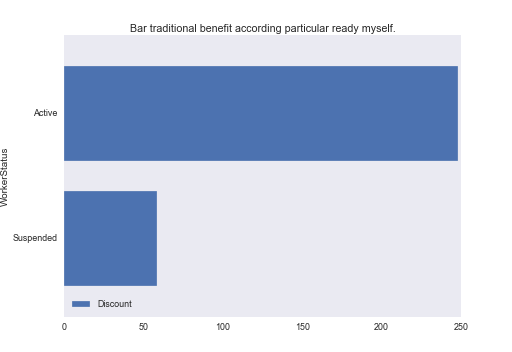 Bar traditional benefit according particular ready myself.
WorkerStatus
Active
Suspended
Discount
0 50 100 150 200 250